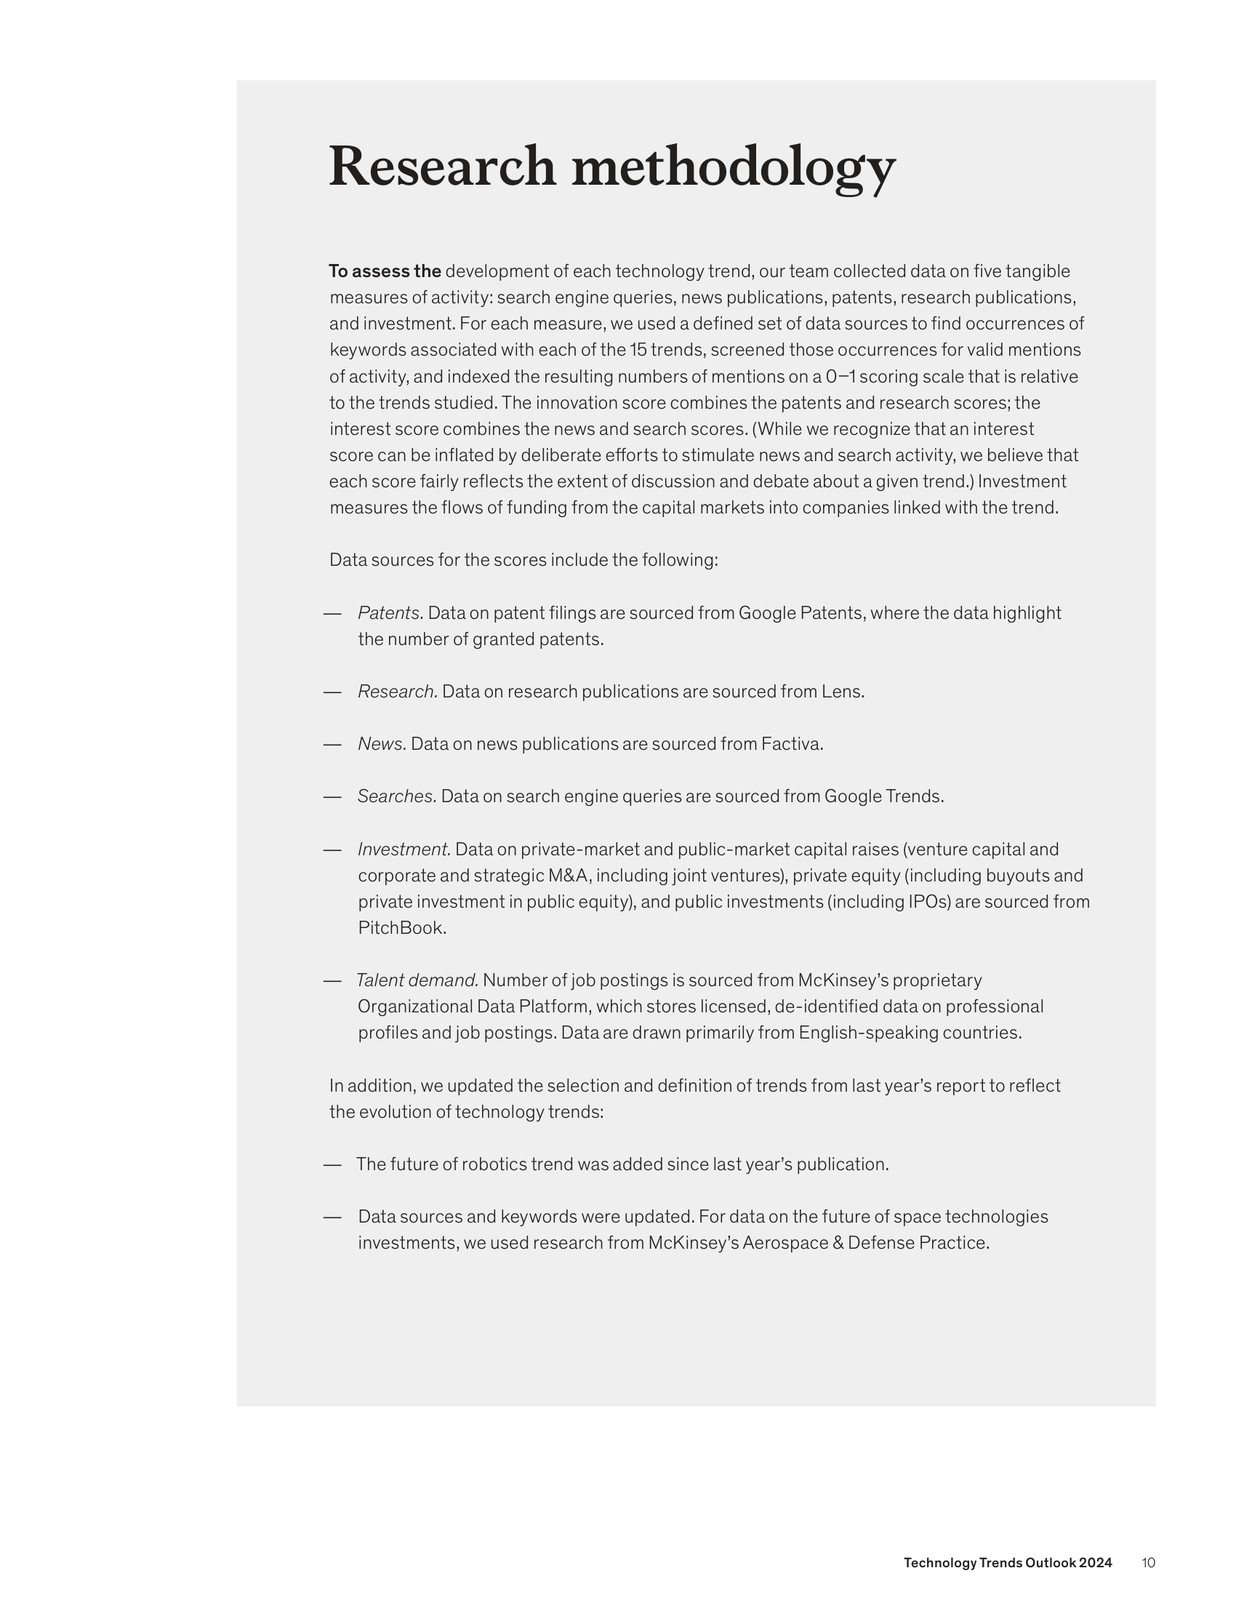 Research methodology
To assess the development of each technology trend, our team collected data on five tangible
measures of activity: search engine queries, news publications, patents, research publications,
and investment. For each measure, we used a defined set of data sources to find occurrences of
keywords associated with each of the 15 trends, screened those occurrences for valid mentions
of activity, and indexed the resulting numbers of mentions on a 0–1 scoring scale that is relative
to the trends studied. The innovation score combines the patents and research scores; the
interest score combines the news and search scores. (While we recognize that an interest
score can be inflated by deliberate efforts to stimulate news and search activity, we believe that
each score fairly reflects the extent of discussion and debate about a given trend.) Investment
measures the flows of funding from the capital markets into companies linked with the trend.
Data sources for the scores include the following:
— Patents. Data on patent filings are sourced from Google Patents, where the data highlight
the number of granted patents.
— Research. Data on research publications are sourced from Lens.
— News. Data on news publications are sourced from Factiva.
— Searches. Data on search engine queries are sourced from Google Trends.
— Investment. Data on private-market and public-market capital raises (venture capital and
corporate and strategic M&A, including joint ventures), private equity (including buyouts and
private investment in public equity), and public investments (including IPOs) are sourced from
PitchBook.
— Talent demand. Number of job postings is sourced from McKinsey’s proprietary
Organizational Data Platform, which stores licensed, de-identified data on professional
profiles and job postings. Data are drawn primarily from English-speaking countries.
In addition, we updated the selection and definition of trends from last year’s report to reflect
the evolution of technology trends:
— The future of robotics trend was added since last year’s publication.
— Data sources and keywords were updated. For data on the future of space technologies
investments, we used research from McKinsey’s Aerospace & Defense Practice.
Technology Trends Outlook 2024 10